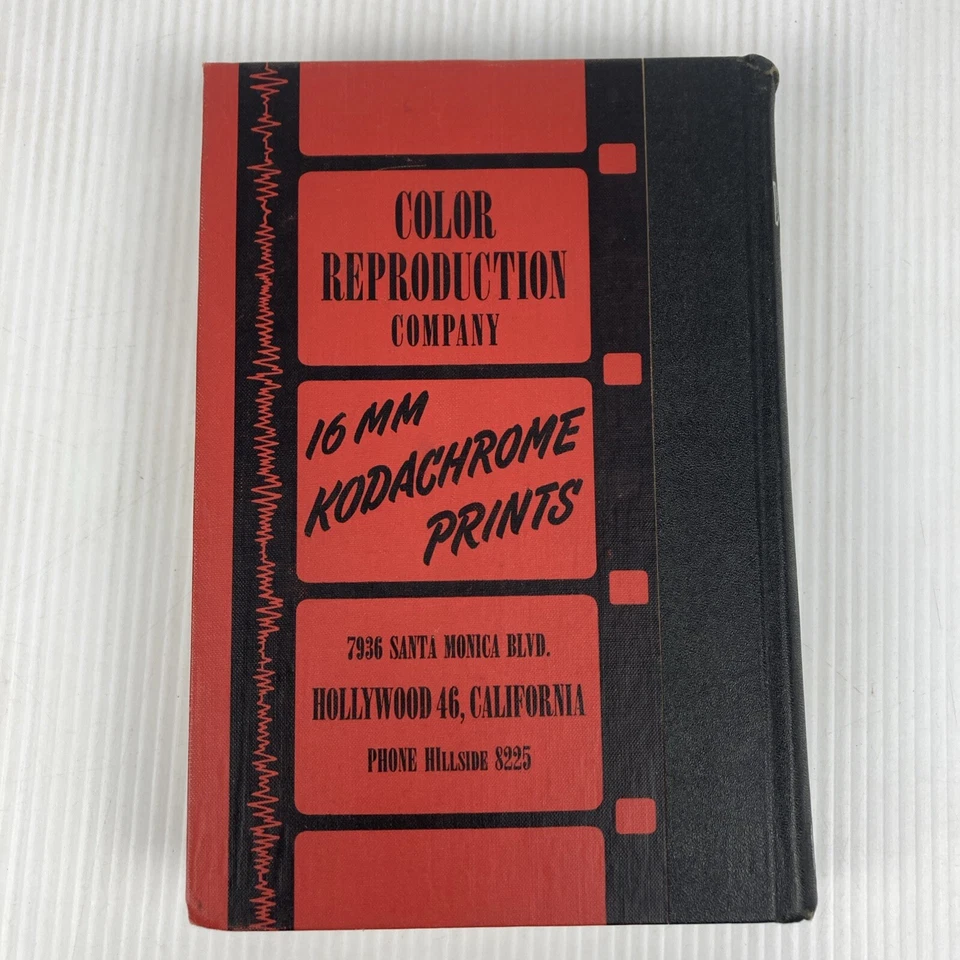 COLOR
REPRODUCTION
COMPANY
16 MM
KODACHROME
PRINTS
7936 SANTA MONICA BLVD.
HOLLYWOOD 46, CALIFORNIA
PHONE HILLSIDE 8225